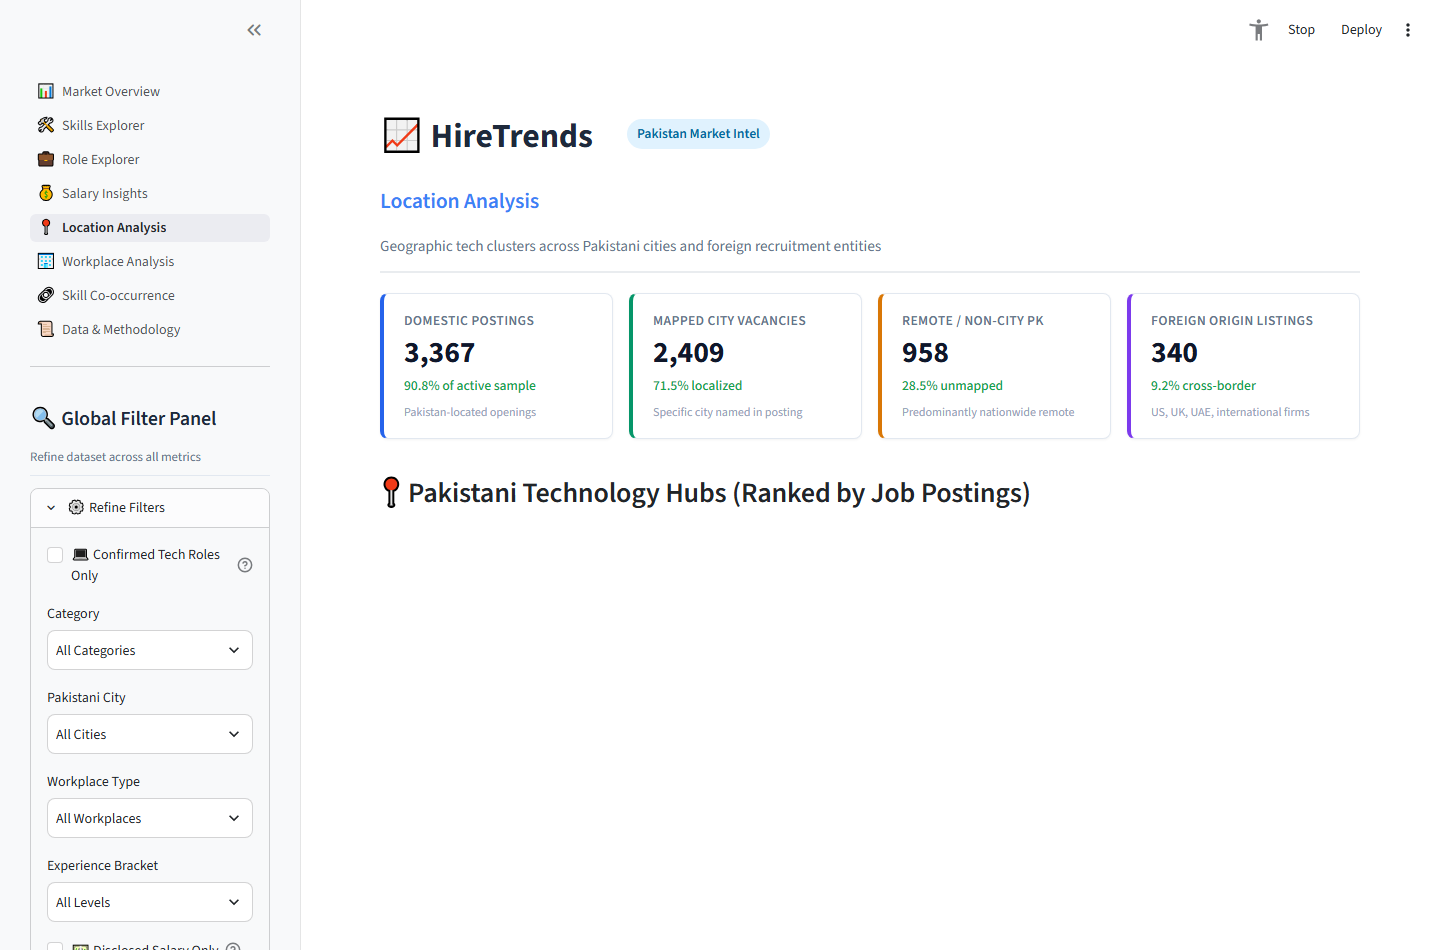 Stop
Deploy
Market Overview
Skills Explorer
Role Explorer
Salary Insights
Location Analysis
Workplace Analysis
Skill Co-occurrence
Data & Methodology
Global Filter Panel
Refine dataset across all metrics
Refine Filters
Confirmed Tech Roles
Only
Category
All Categories
Pakistani City
All Cities
Workplace Type
All Workplaces
Experience Bracket
All Levels
Disclosed Salary Only
HireTrends
Pakistan Market Intel
Location Analysis
Geographic tech clusters across Pakistani cities and foreign recruitment entities
DOMESTIC POSTINGS
3,367
90.8% of active sample
Pakistan-located openings
MAPPED CITY VACANCIES
2,409
71.5% localized
Specific city named in posting
REMOTE / NON-CITY PK
958
28.5% unmapped
Predominantly nationwide remote
FOREIGN ORIGIN LISTINGS
340
9.2% cross-border
US, UK, UAE, international firms
Pakistani Technology Hubs (Ranked by Job Postings)